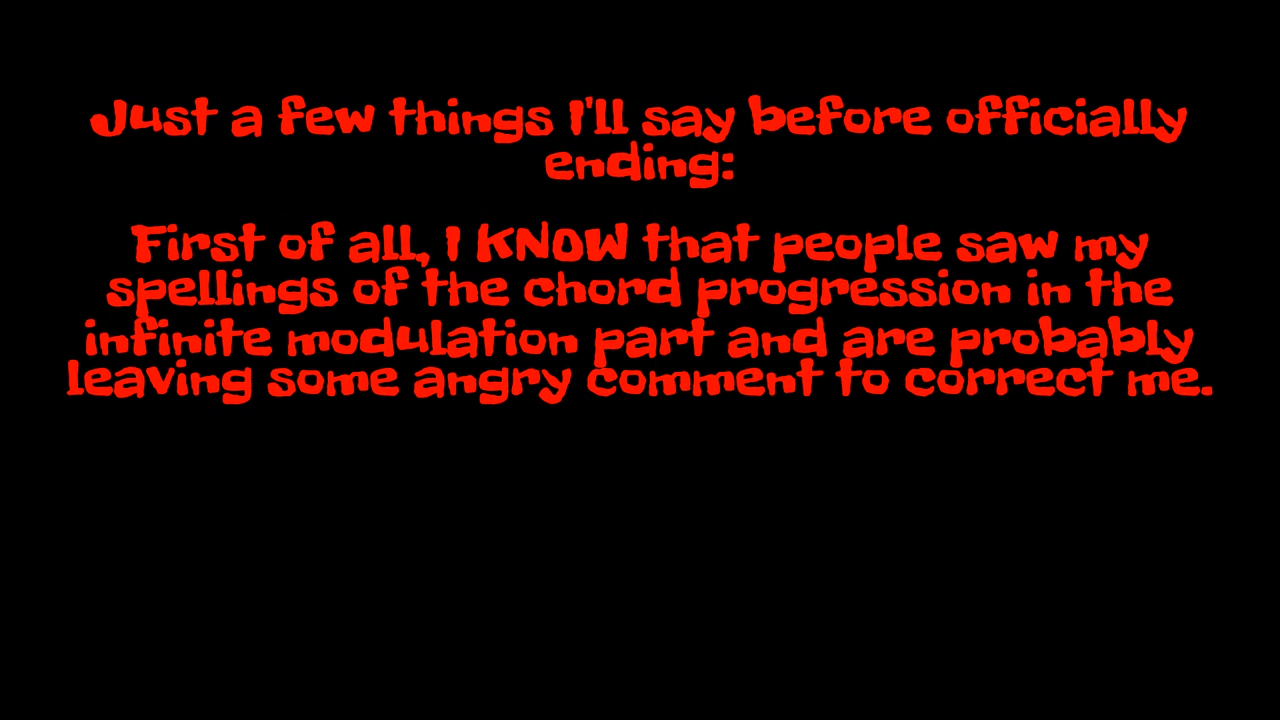 Just a few things I'll say before officially
ending:
First of all, I KNOW that people saw my
spellings of the chord progression in the
infinite modulation part and are probably
leaving some angry comment to correct me.